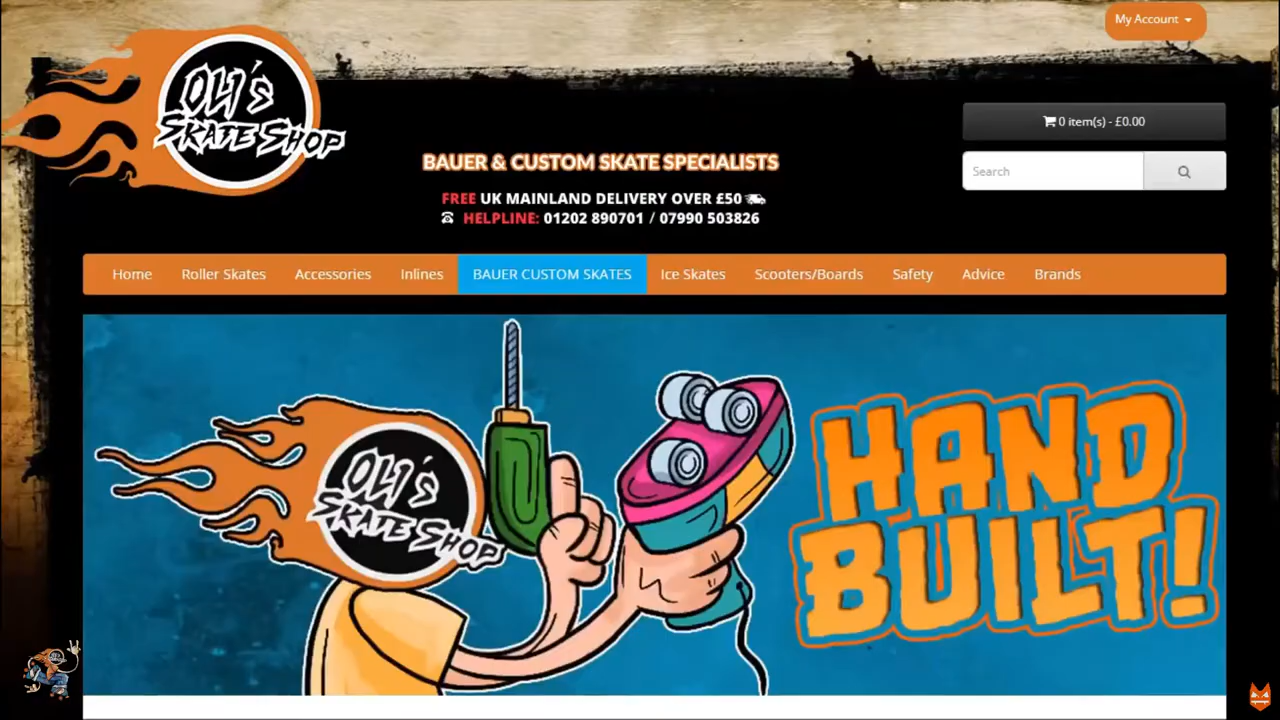 My Account
OLI's
SKATE SHOP
0 item(s) - £0.00
BAUER & CUSTOM SKATE SPECIALISTS
Search
FREE UK MAINLAND DELIVERY OVER £50
HELPLINE: 01202 890701 / 07990 503826
Home Roller Skates Accessories Inlines BAUER CUSTOM SKATES Ice Skates Scooters/Boards Safety Advice Brands
OLI's
SKATE SHOP
HAND
BUILT!